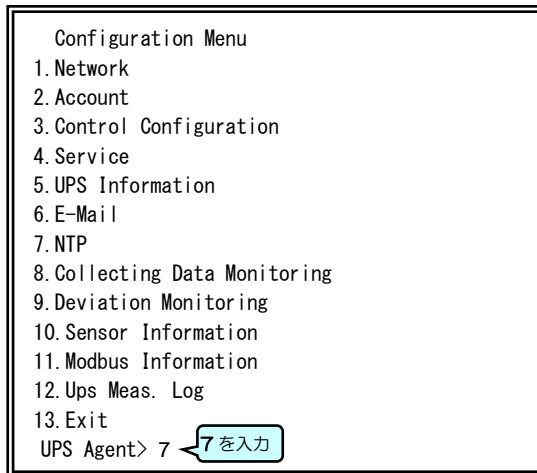 Configuration Menu
1.Network
2.Account
3.Control Configuration
4.Service
5.UPS Information
6.E-Mail
7.NTP
8.Collecting Data Monitoring
9.Deviation Monitoring
10.Sensor Information
11.Modbus Information
12.Ups Meas. Log
13.Exit
UPS Agent> 7 7を入力